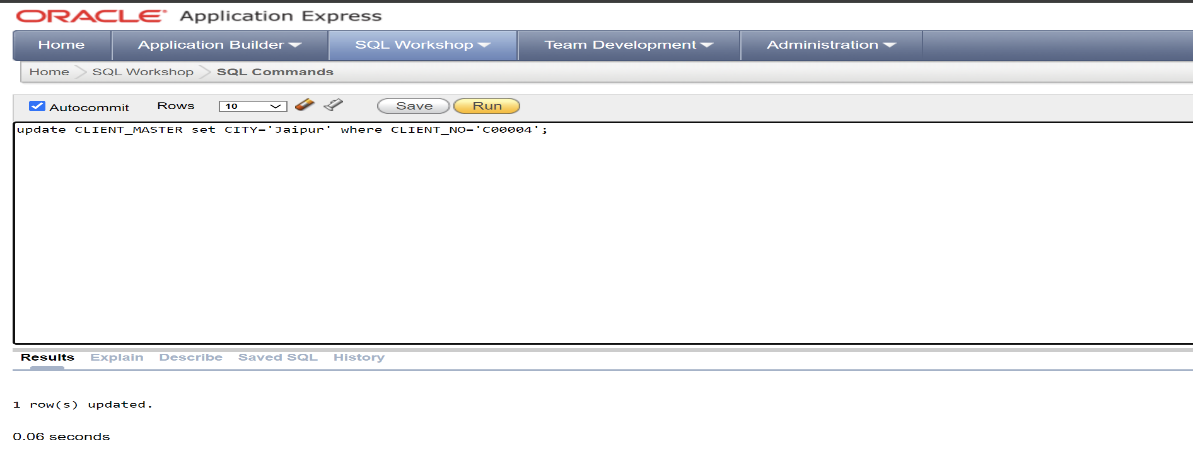 ORACLE Application Express
Home Application Builder SQL Workshop Team Development Administration
Home SQL Workshop SQL Commands
Autocommit Rows 10 Save Run
update CLIENT_MASTER set CITY='Jaipur' where CLIENT_NO='C00004';
Results Explain Describe Saved SQL History
1 row(s) updated.
0.06 seconds